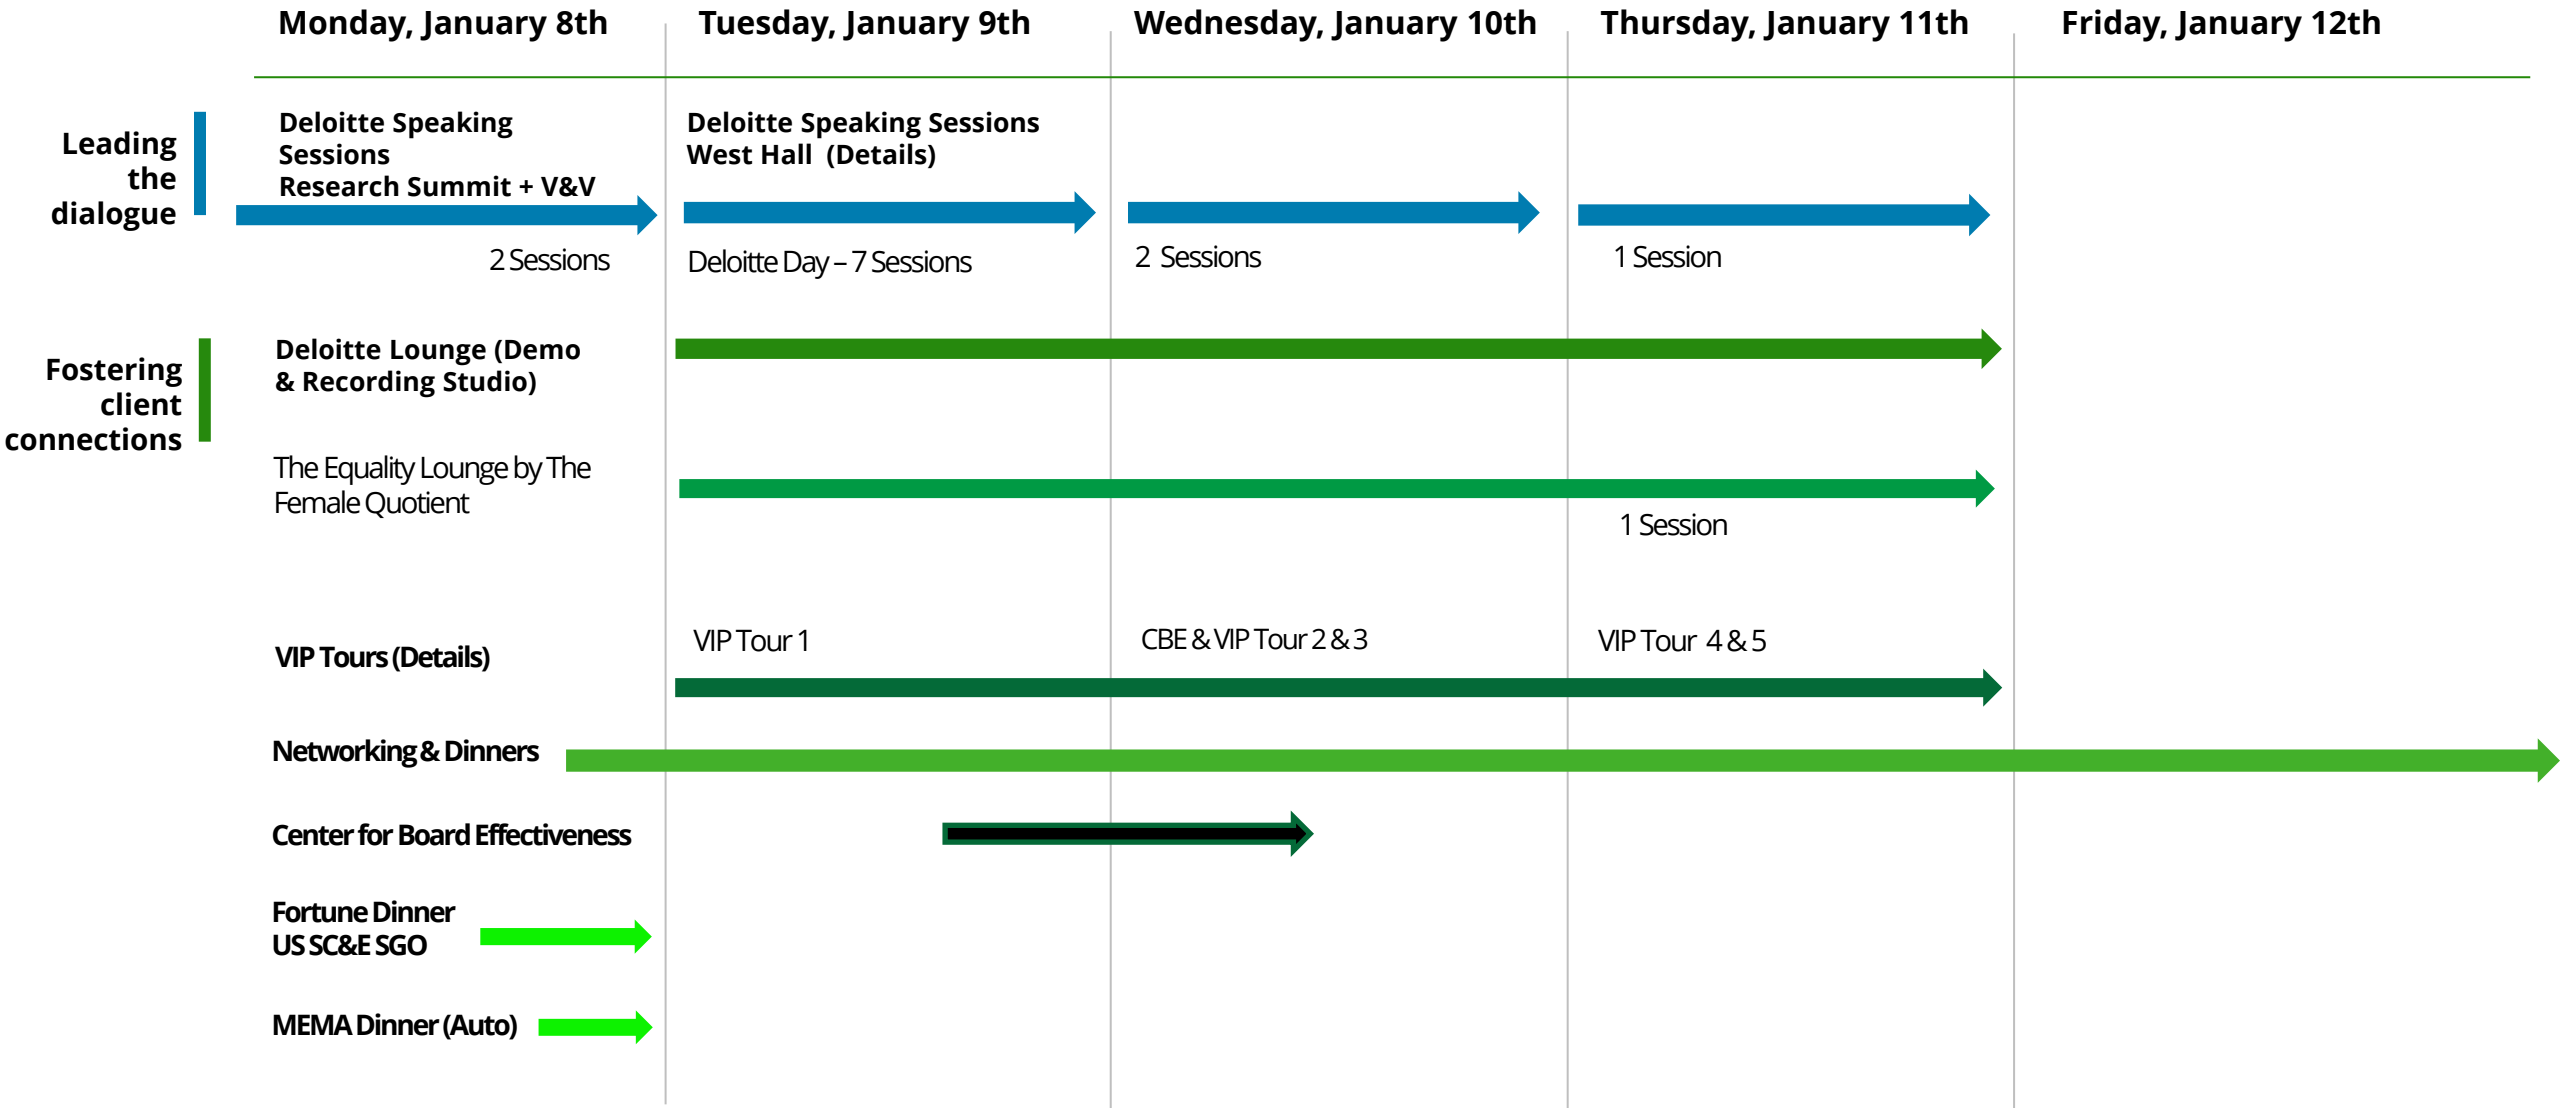 Monday, January 8th
Tuesday, January 9th
Wednesday, January 10th
Thursday, January 11th
Friday, January 12th
Leading
the
dialogue
Deloitte Speaking
Sessions
Research Summit + V&V
2 Sessions
Deloitte Speaking Sessions
West Hall (Details)
Deloitte Day – 7 Sessions
2 Sessions
1 Session
Fostering
client
connections
Deloitte Lounge (Demo
& Recording Studio)
The Equality Lounge by The
Female Quotient
1 Session
VIP Tours (Details)
VIP Tour 1
CBE & VIP Tour 2 & 3
VIP Tour 4 & 5
Networking & Dinners
Center for Board Effectiveness
Fortune Dinner
US SC&E SGO
MEMA Dinner (Auto)